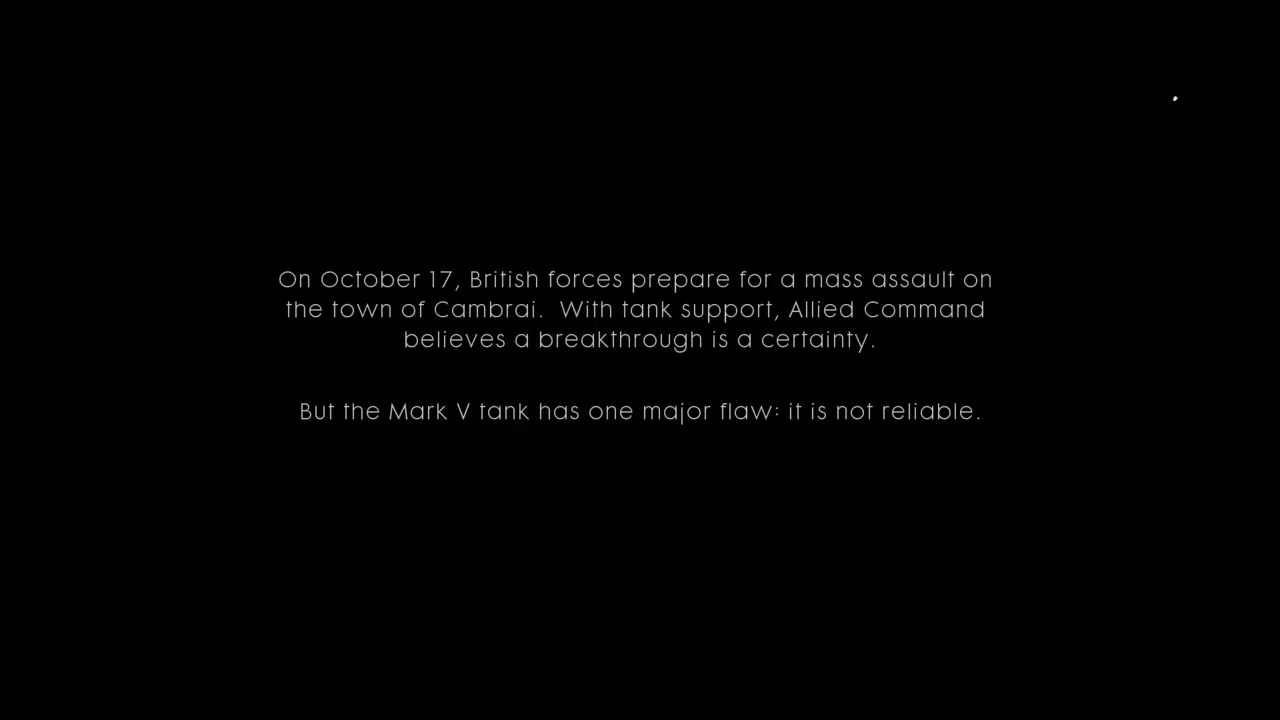 On October 17, British forces prepare for a mass assault on
the town of Cambrai.  With tank support, Allied Command
believes a breakthrough is a certainty.
But the Mark V tank has one major flaw: it is not reliable.